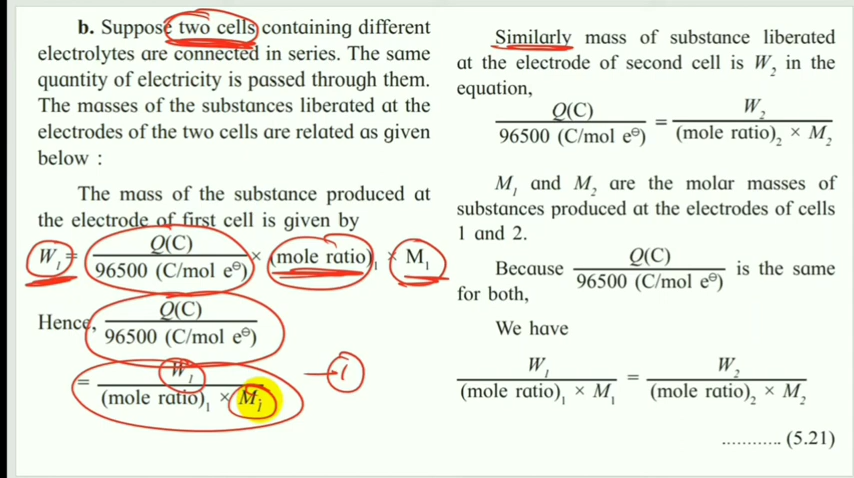 b. Suppose two cells containing different
electrolytes are connected in series. The same
quantity of electricity is passed through them.
The masses of the substances liberated at the
electrodes of the two cells are related as given
below :
The mass of the substance produced at
the electrode of first cell is given by
W₁ = Q(C) / 96500 (C/mol e⊖) × (mole ratio)₁ × M₁
Hence, Q(C) / 96500 (C/mol e⊖)
= W₁ / (mole ratio)₁ × M₁ —①
Similarly mass of substance liberated
at the electrode of second cell is W₂ in the
equation,
Q(C) / 96500 (C/mol e⊖) = W₂ / (mole ratio)₂ × M₂
M₁ and M₂ are the molar masses of
substances produced at the electrodes of cells
1 and 2.
Because Q(C) / 96500 (C/mol e⊖) is the same
for both,
We have
W₁ / (mole ratio)₁ × M₁ = W₂ / (mole ratio)₂ × M₂
............ (5.21)